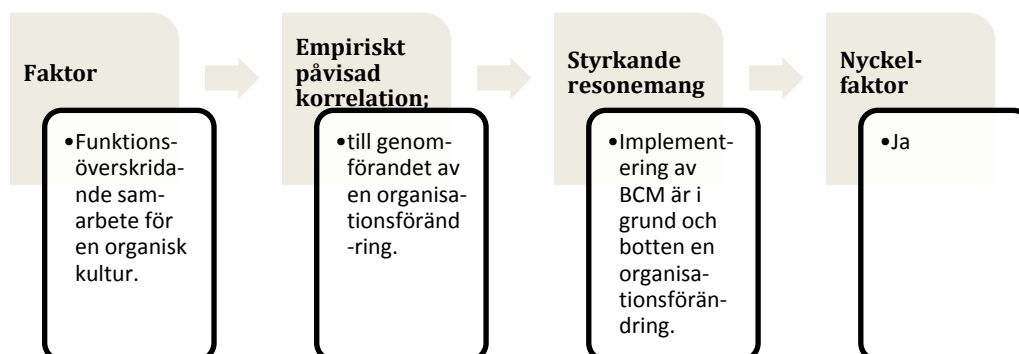 Faktor
•Funktions-
överskrida-
nde sam-
arbete för
en organisk
kultur.
Empiriskt
påvisad
korrelation;
•till genom-
förandet av
en organisa-
tionsföränd
-ring.
Styrkande
resonemang
•Implement-
ering av
BCM är i
grund och
botten en
organisa-
tionsförän-
dring.
Nyckel-
faktor
•Ja